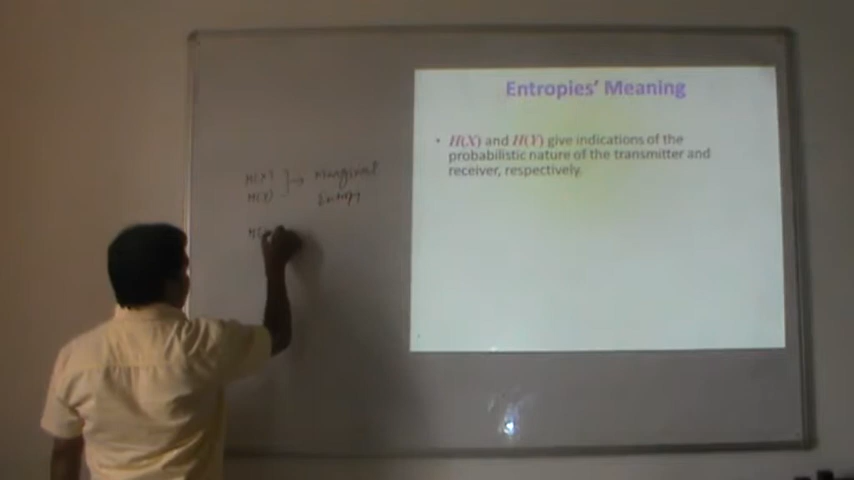 Entropies' Meaning
• H(X) and H(Y) give indications of the
probabilistic nature of the transmitter and
receiver, respectively.
H(X) } → Marginal
H(Y) Entropy
H(